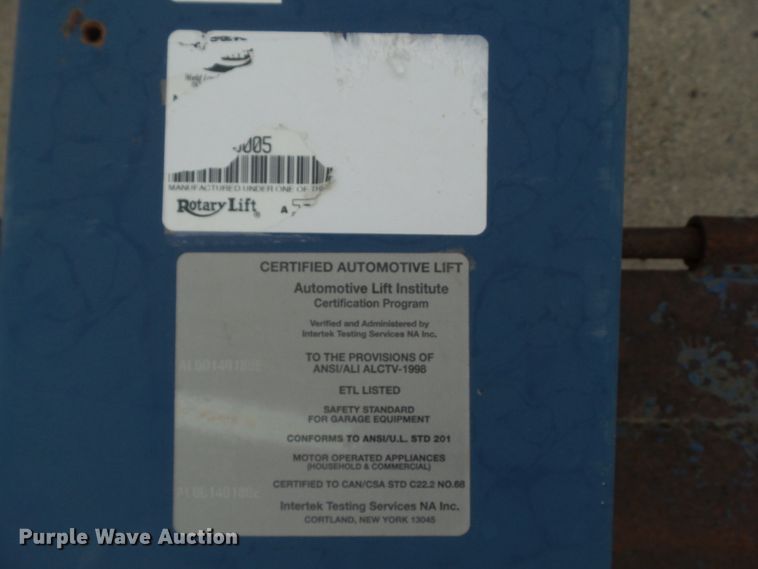 World
005
MANUFACTURED UNDER ONE OF THE
Rotary Lift® A
CERTIFIED AUTOMOTIVE LIFT
Automotive Lift Institute
Certification Program
Verified and Administered by
Intertek Testing Services NA Inc.
TO THE PROVISIONS OF
ANSI/ALI ALCTV-1998
ETL LISTED
SAFETY STANDARD
FOR GARAGE EQUIPMENT
CONFORMS TO ANSI/U.L. STD 201
MOTOR OPERATED APPLIANCES
(HOUSEHOLD & COMMERCIAL)
CERTIFIED TO CAN/CSA STD C22.2 NO.68
Intertek Testing Services NA Inc.
CORTLAND, NEW YORK 13045
Purple Wave Auction